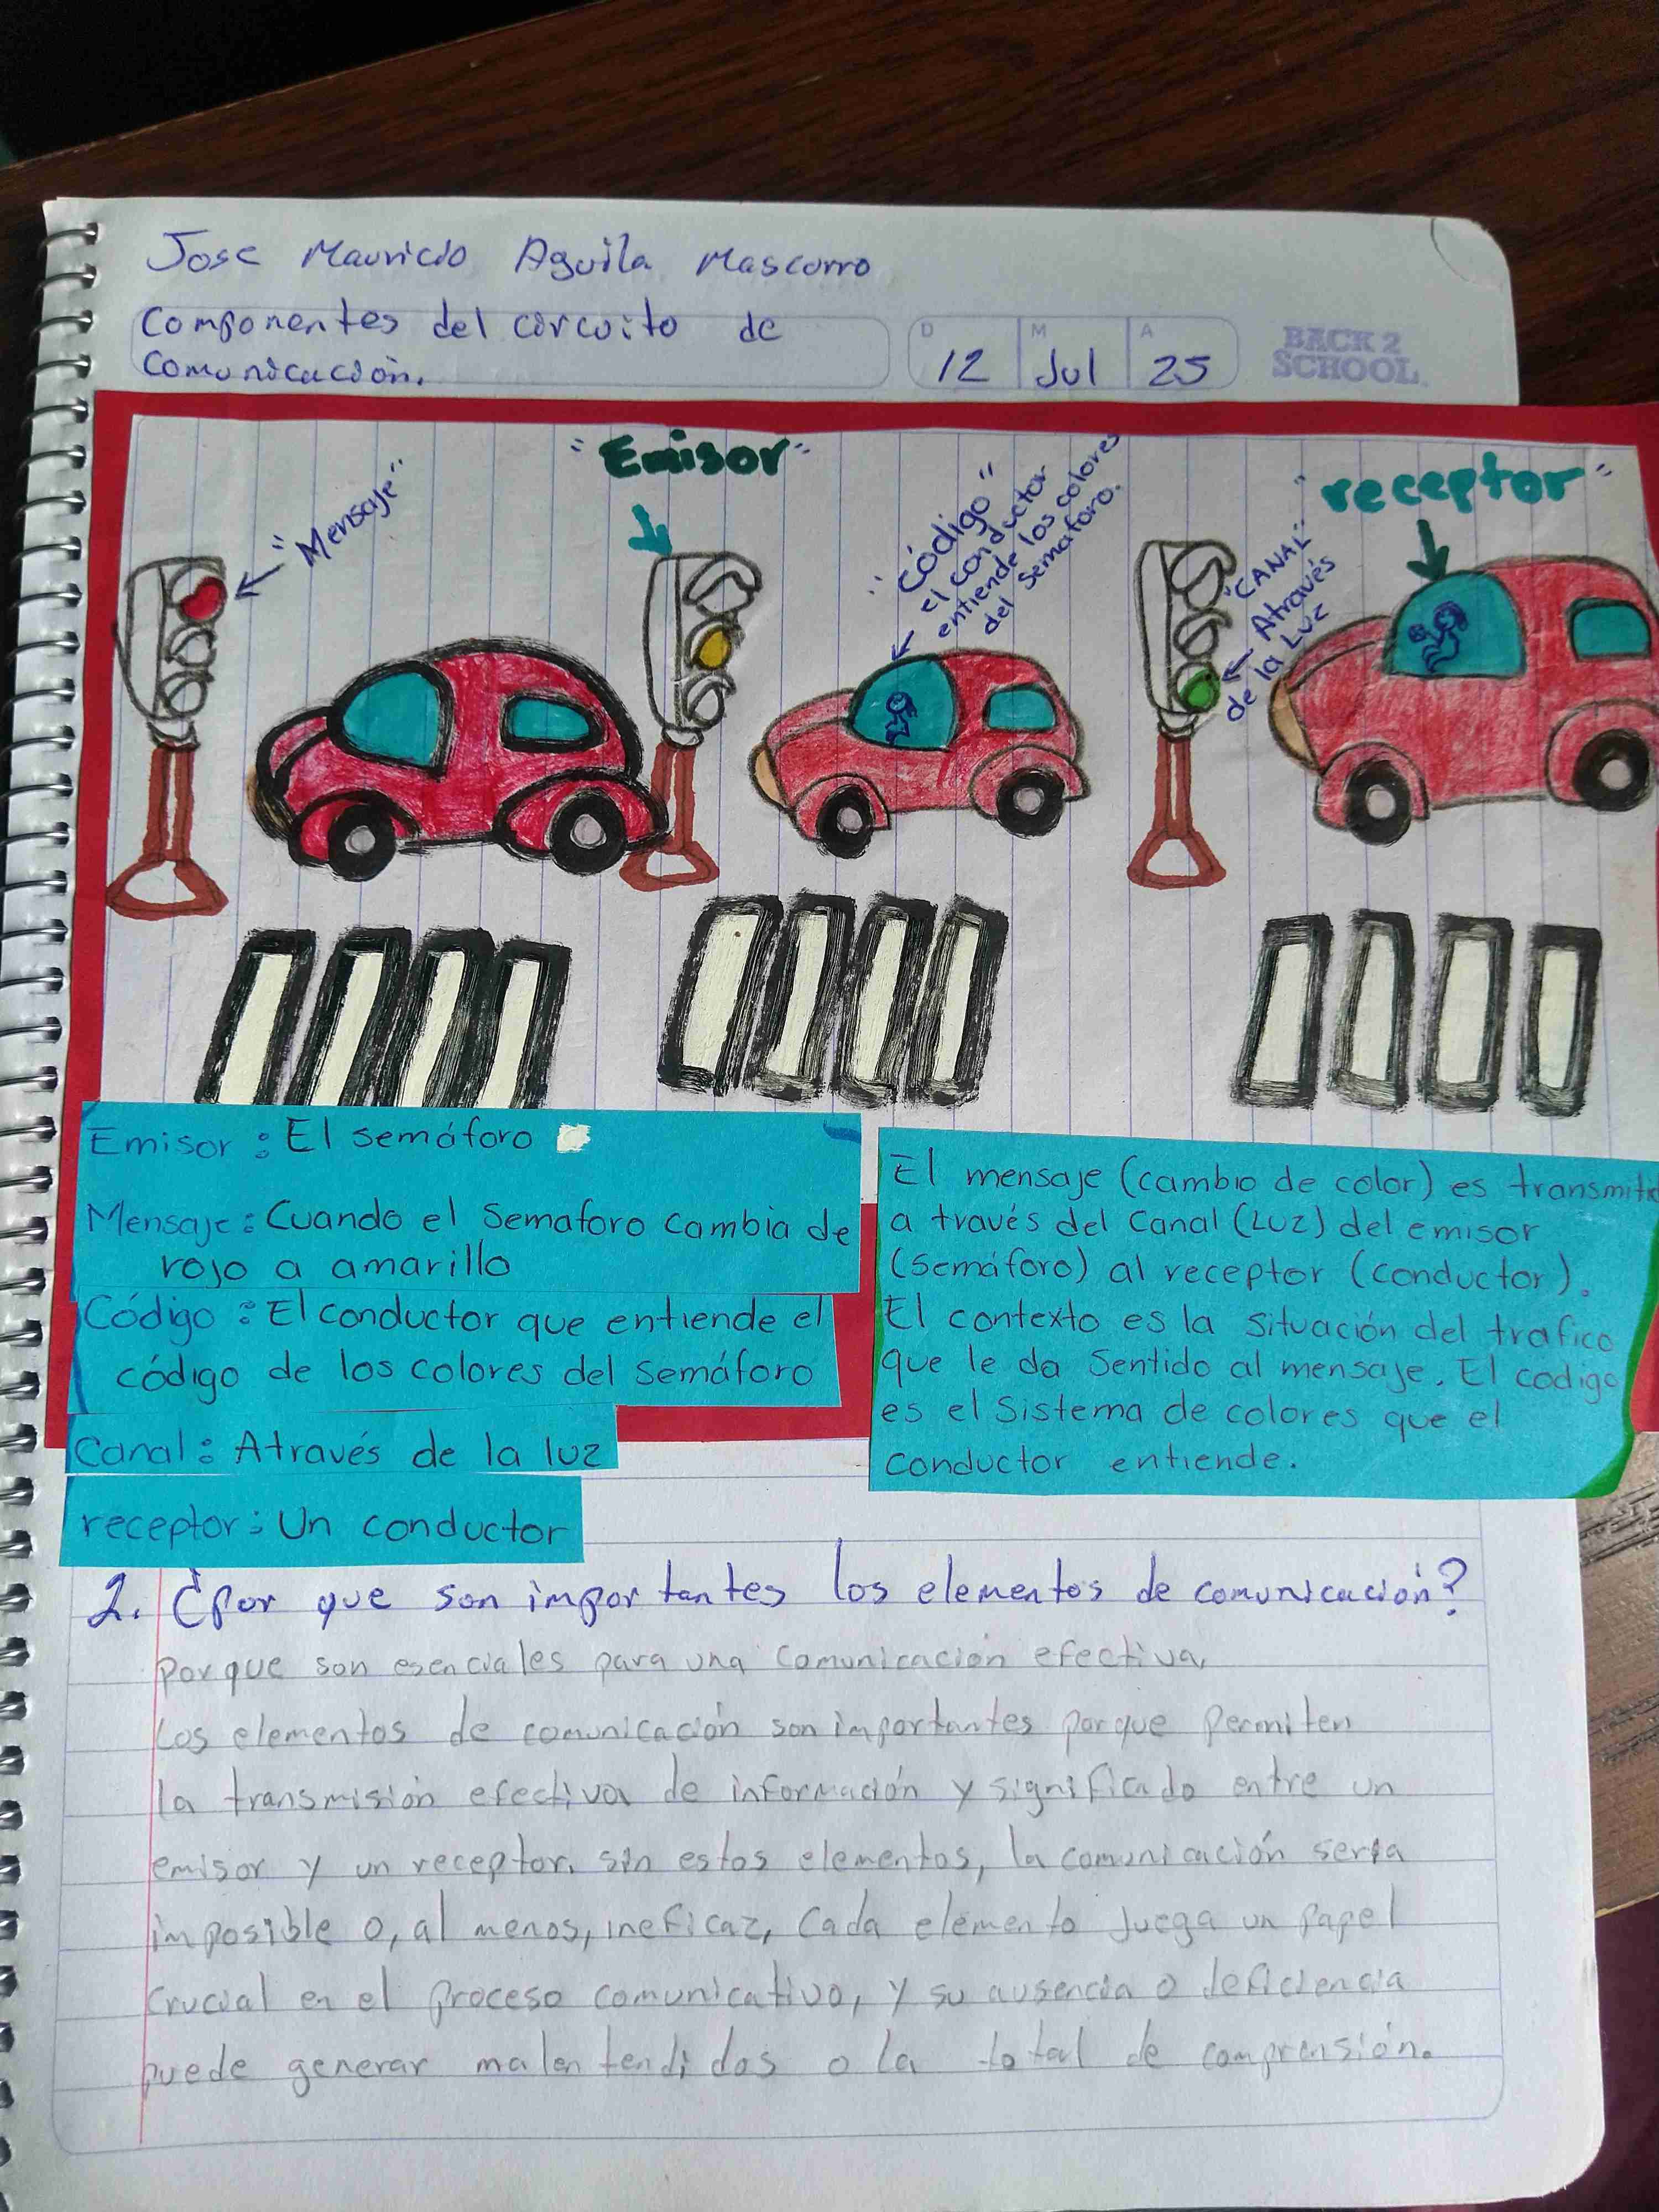 Jose Mauricio Aguila Mascorro
Componentes del circuito de
Comunicación.
D
M
A
12
Jul
25
BACK 2
SCHOOL
"Mensaje"
"Emisor"
"código"
el conductor
entiende los colores
del semaforo.
"CANAL"
Através
de la Luz
"receptor"
Emisor: El semáforo
Mensaje: Cuando el Semaforo cambia de
rojo a amarillo
Código: El conductor que entiende el
código de los colores del semáforo
Canal: Através de la luz
receptor: Un conductor
El mensaje (cambio de color) es transmite
a través del Canal (Luz) del emisor
(Semáforo) al receptor (conductor).
El contexto es la situación del trafico
que le da Sentido al mensaje. El codigo
es el Sistema de colores que el
conductor entiende.
2. ¿Por que son importantes los elementos de comunicación?
porque son esenciales para una comunicación efectiva,
Los elementos de comunicación son importantes porque permiten
la transmisión efectiva de información y significado entre un
emisor y un receptor. sin estos elementos, la comunicación seria
imposible o, al menos, ineficaz, Cada elemento juega un papel
crucial en el proceso comunicativo, y su ausencia o deficiencia
puede generar malentendidos o la total de comprensión.